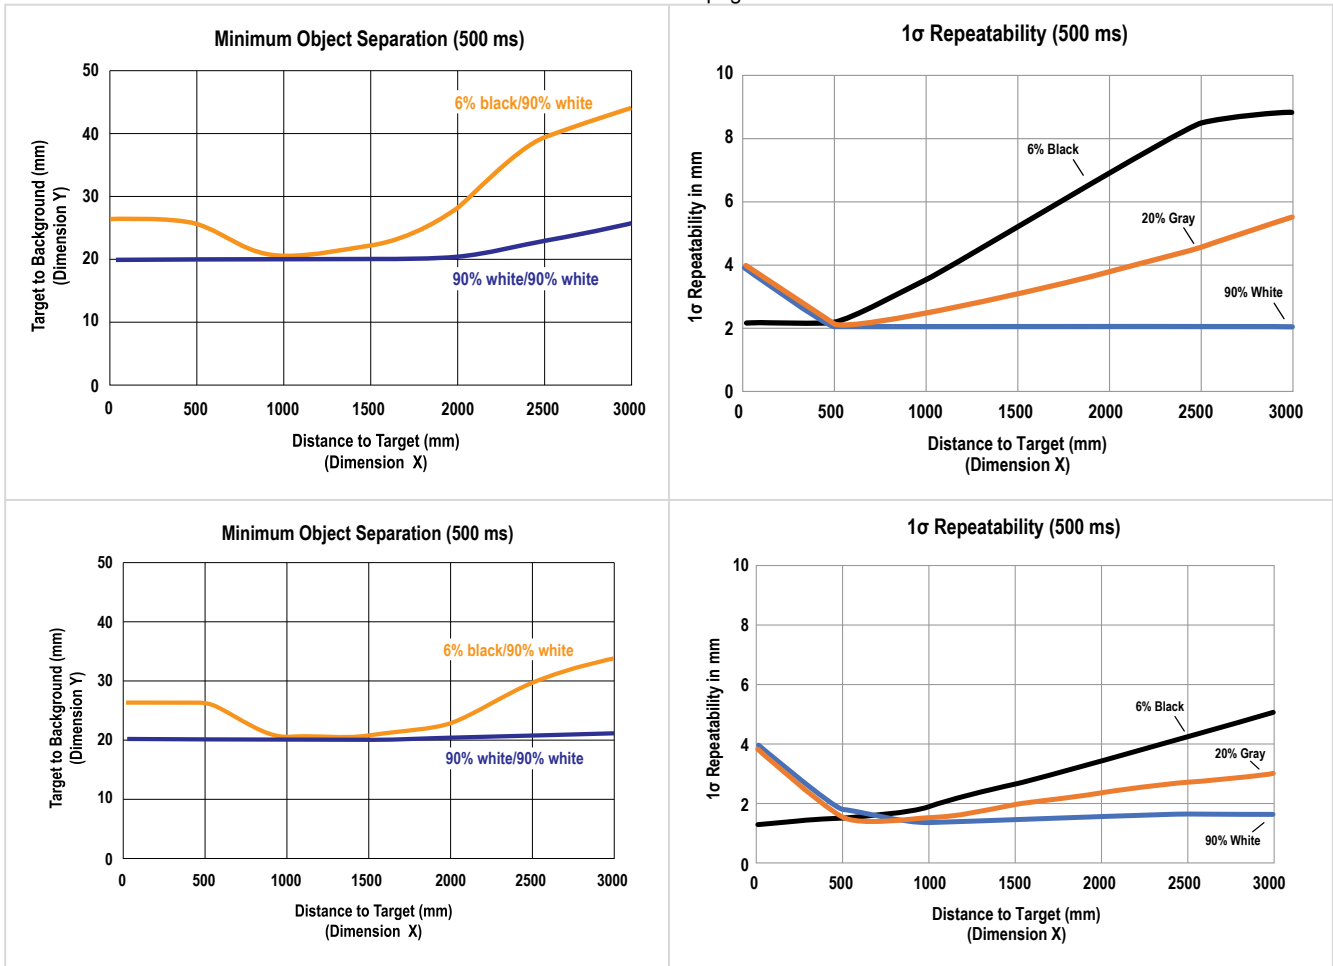 Minimum Object Separation (500 ms)
50
40
30
20
10
0
Target to Background (mm)
(Dimension Y)
6% black/90% white
90% white/90% white
0 500 1000 1500 2000 2500 3000
Distance to Target (mm)
(Dimension X)
1σ Repeatability (500 ms)
10
8
6
4
2
0
1σ Repeatability in mm
6% Black
20% Gray
90% White
0 500 1000 1500 2000 2500 3000
Distance to Target (mm)
(Dimension X)
Minimum Object Separation (500 ms)
50
40
30
20
10
0
Target to Background (mm)
(Dimension Y)
6% black/90% white
90% white/90% white
0 500 1000 1500 2000 2500 3000
Distance to Target (mm)
(Dimension X)
1σ Repeatability (500 ms)
10
8
6
4
2
0
1σ Repeatability in mm
6% Black
20% Gray
90% White
0 500 1000 1500 2000 2500 3000
Distance to Target (mm)
(Dimension X)